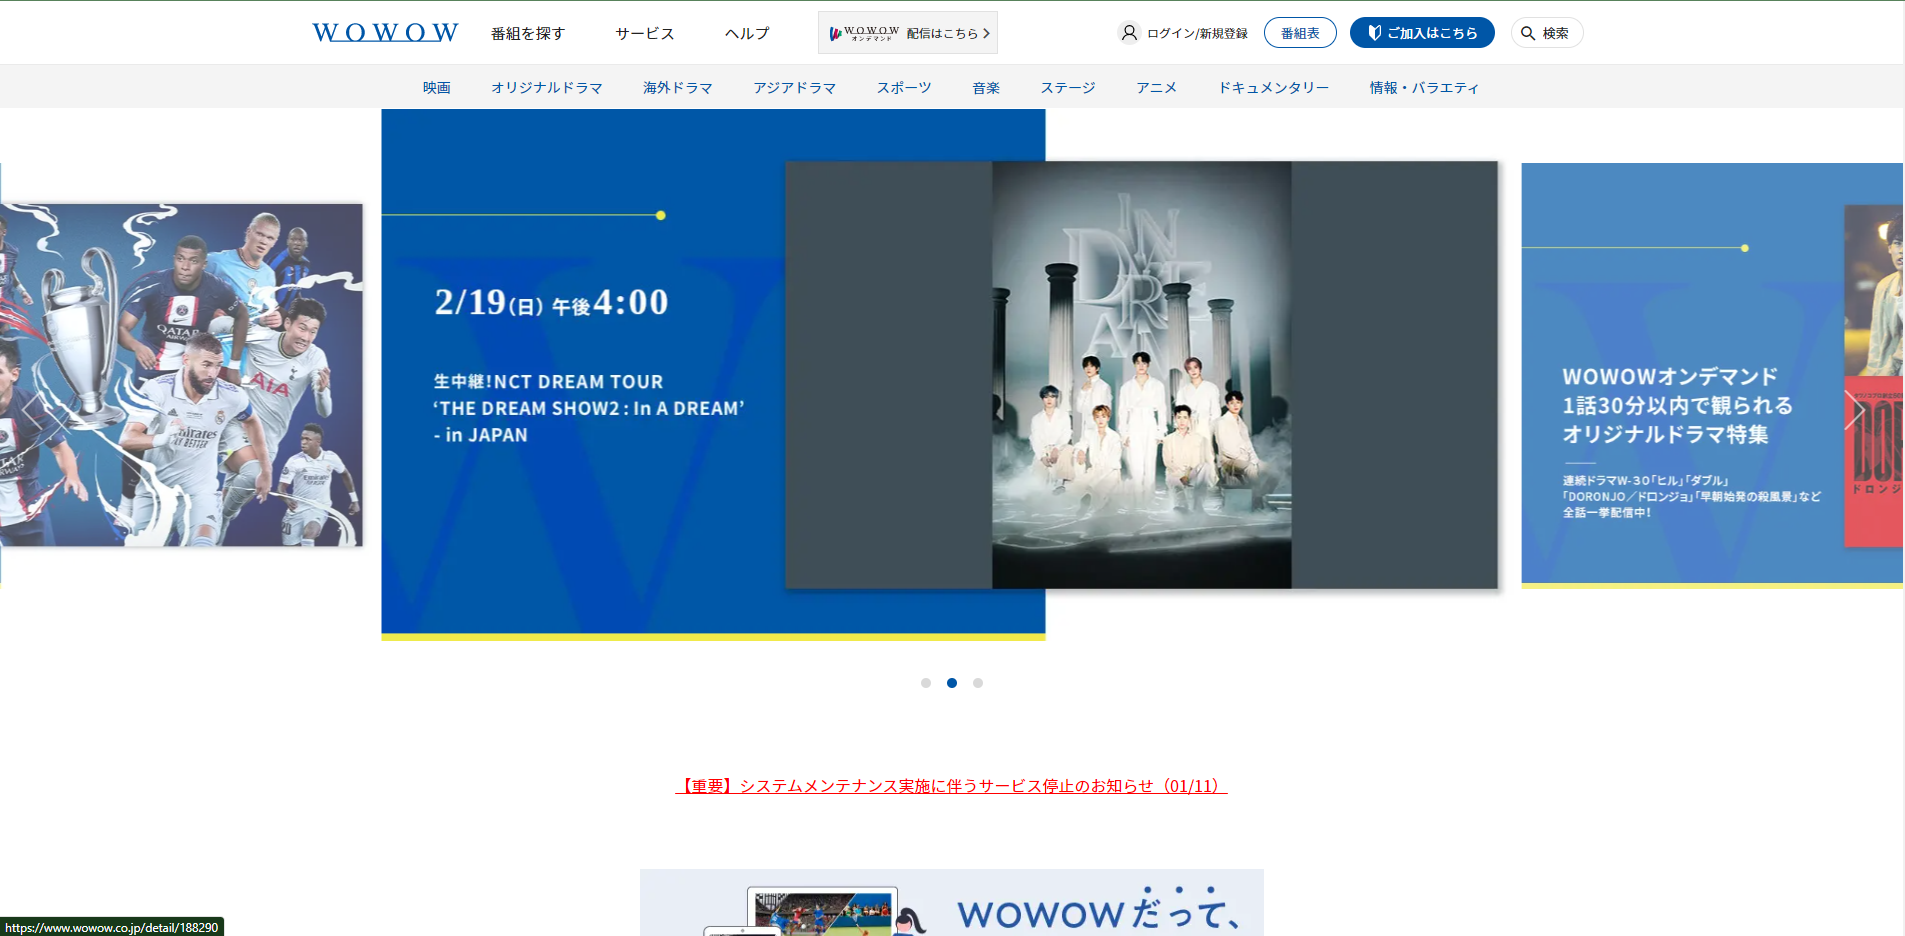 WOWOW
番組を探す
サービス
ヘルプ
WOWOW
オンデマンド
配信はこちら
ログイン/新規登録
番組表
ご加入はこちら
検索
映画
オリジナルドラマ
海外ドラマ
アジアドラマ
スポーツ
音楽
ステージ
アニメ
ドキュメンタリー
情報・バラエティ
QATAR
AIRWAYS
Emirates
FLY BETTER
AIA
2/19(日) 午後4:00
生中継!NCT DREAM TOUR
‘THE DREAM SHOW2 : In A DREAM’
- in JAPAN
IN
A
DRE
AM
WOWOWオンデマンド
1話30分以内で観られる
オリジナルドラマ特集
連続ドラマW-30「ヒル」「ダブル」
「DORONJO／ドロンジョ」「早朝始発の殺風景」など
全話一挙配信中!
【重要】システムメンテナンス実施に伴うサービス停止のお知らせ（01/11）
WOWOWだって、
https://www.wowow.co.jp/detail/188290